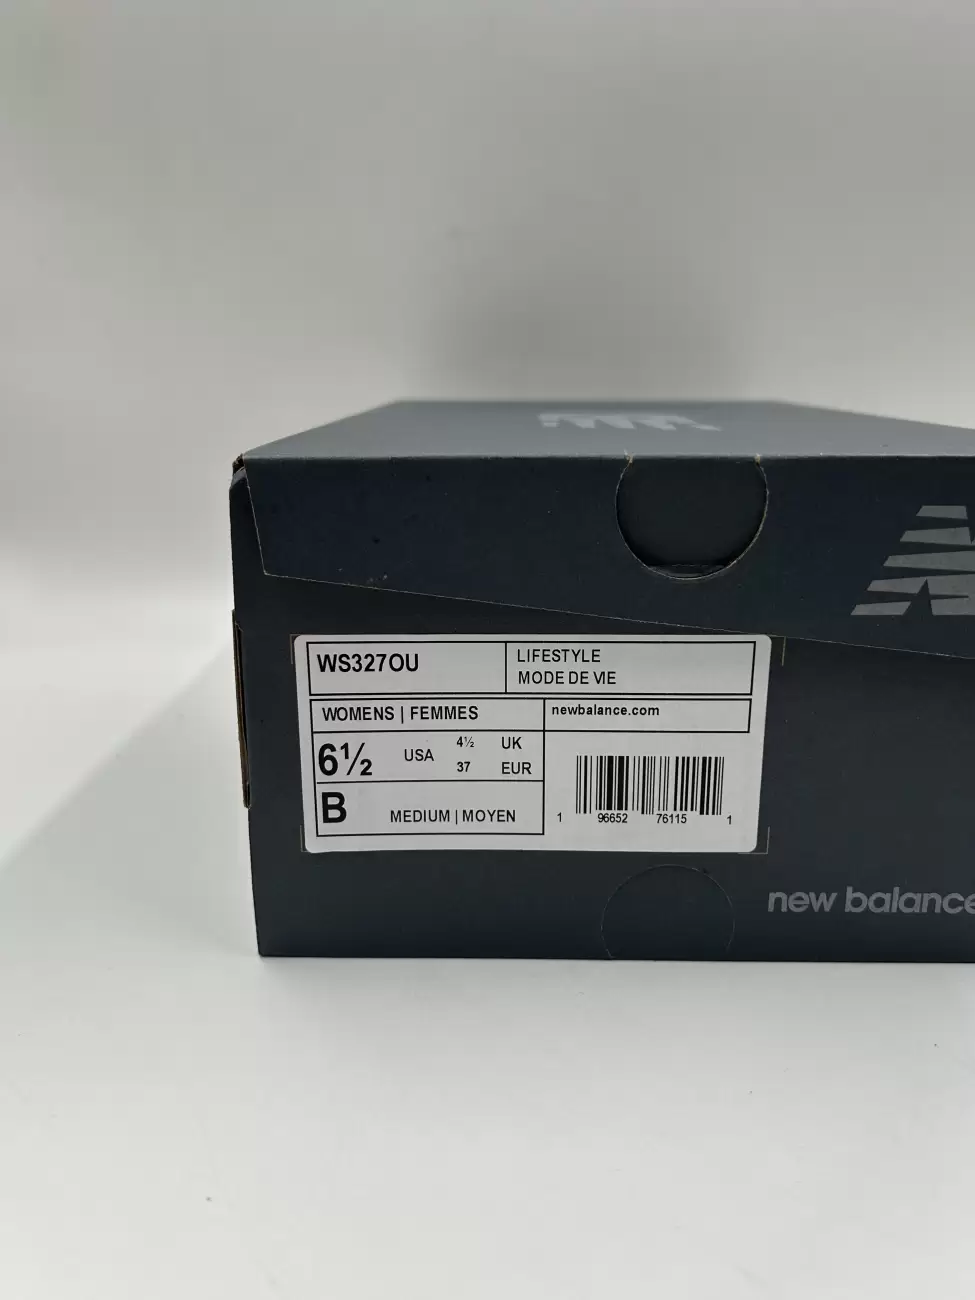 WS327OU
LIFESTYLE
MODE DE VIE
WOMENS | FEMMES
newbalance.com
6½ USA 4½ UK
37 EUR
B MEDIUM | MOYEN
1 96652 76115 1
new balance